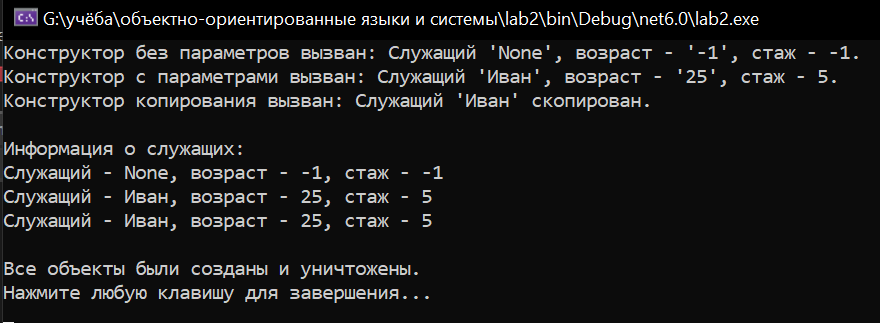 G:\учёба\объектно-ориентированные языки и системы\lab2\bin\Debug\net6.0\lab2.exe
Конструктор без параметров вызван: Служащий 'None', возраст - '-1', стаж - -1.
Конструктор с параметрами вызван: Служащий 'Иван', возраст - '25', стаж - 5.
Конструктор копирования вызван: Служащий 'Иван' скопирован.
Информация о служащих:
Служащий - None, возраст - -1, стаж - -1
Служащий - Иван, возраст - 25, стаж - 5
Служащий - Иван, возраст - 25, стаж - 5
Все объекты были созданы и уничтожены.
Нажмите любую клавишу для завершения...